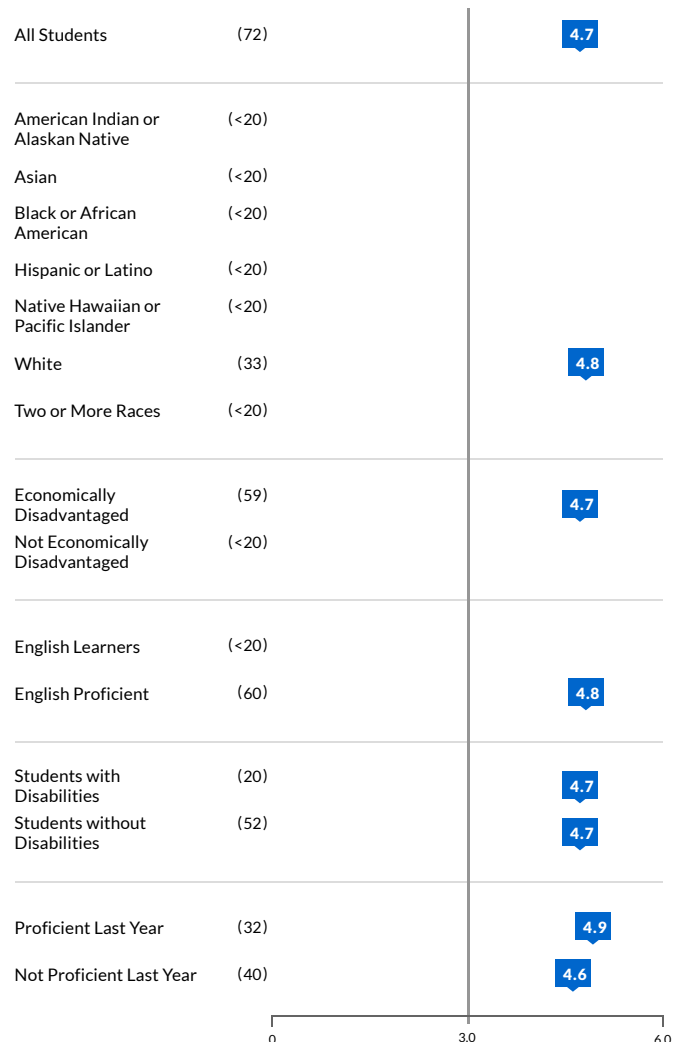 All Students (72) 4.7
American Indian or (<20)
Alaskan Native
Asian (<20)
Black or African (<20)
American
Hispanic or Latino (<20)
Native Hawaiian or (<20)
Pacific Islander
White (33) 4.8
Two or More Races (<20)
Economically (59) 4.7
Disadvantaged
Not Economically (<20)
Disadvantaged
English Learners (<20)
English Proficient (60) 4.8
Students with (20) 4.7
Disabilities
Students without (52) 4.7
Disabilities
Proficient Last Year (32) 4.9
Not Proficient Last Year (40) 4.6
0 3.0 6.0